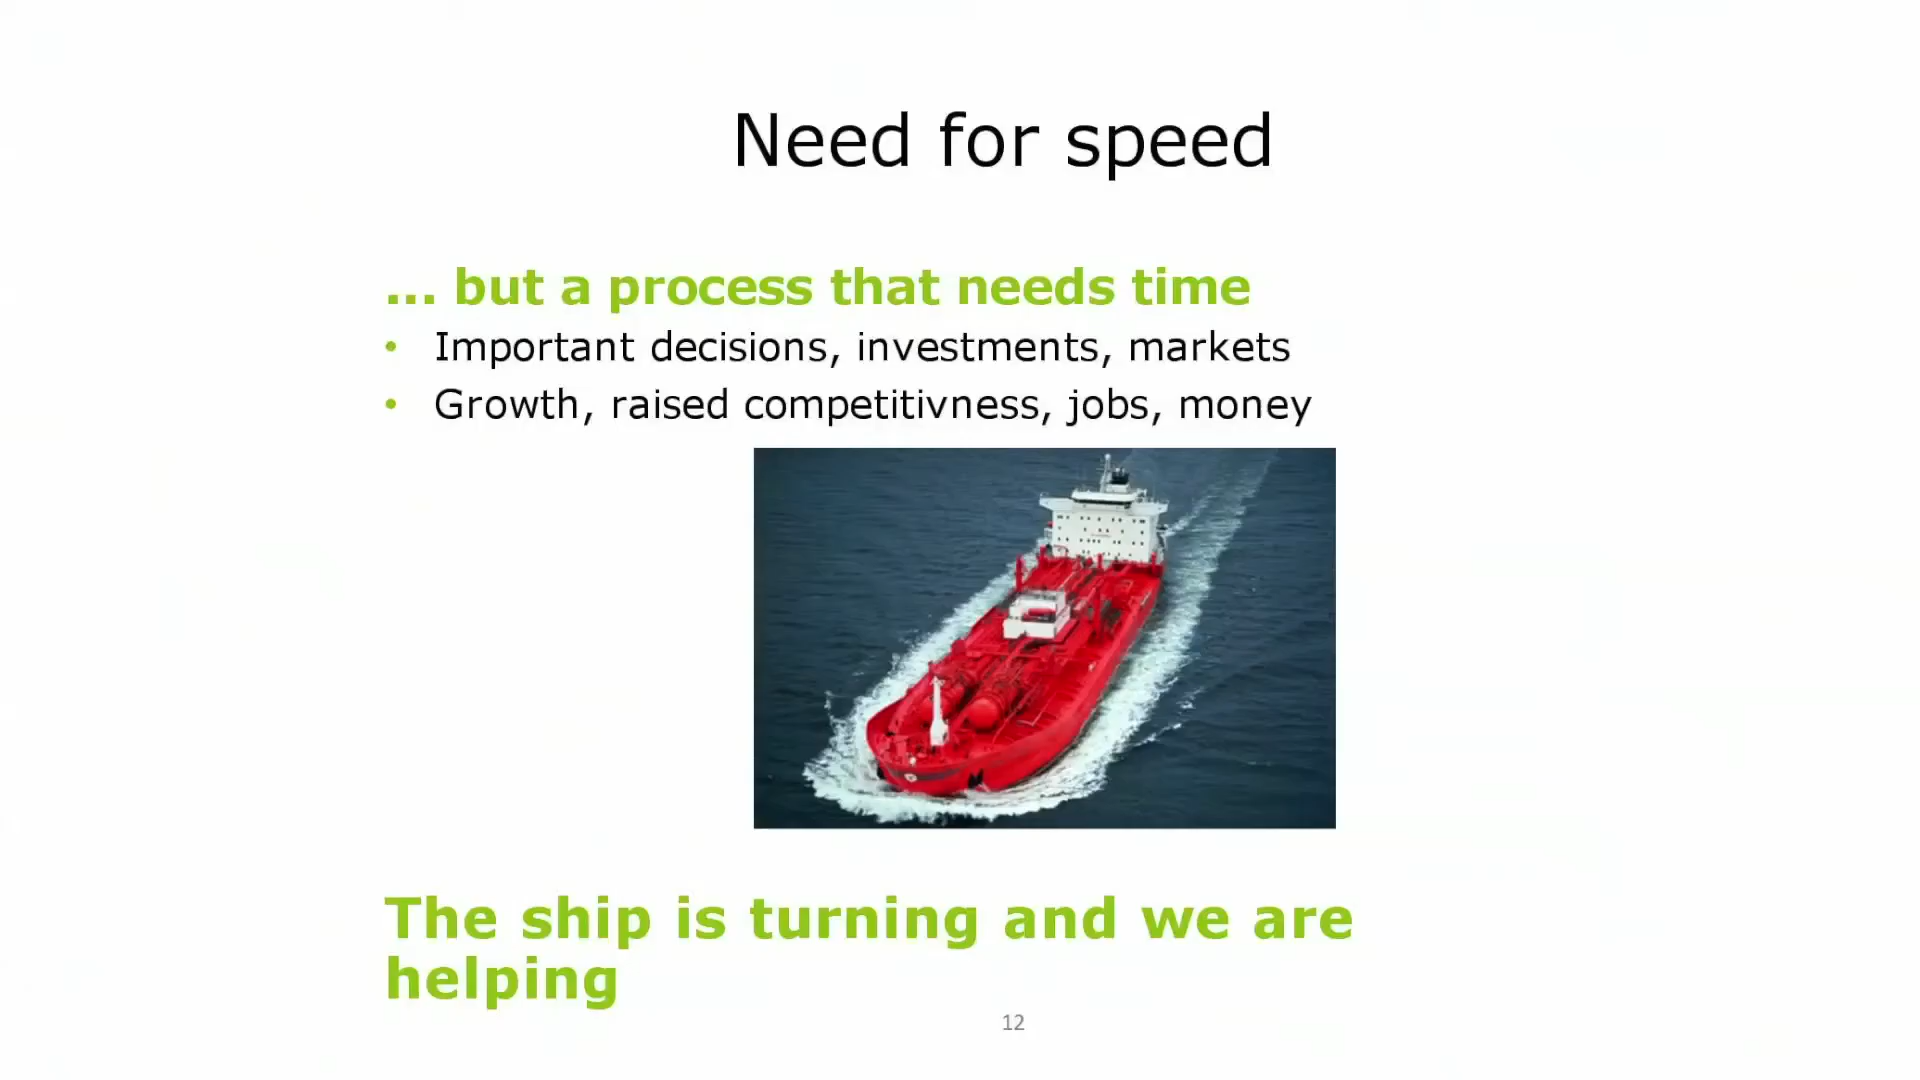 Need for speed
... but a process that needs time
• Important decisions, investments, markets
• Growth, raised competitivness, jobs, money
The ship is turning and we are
helping
12